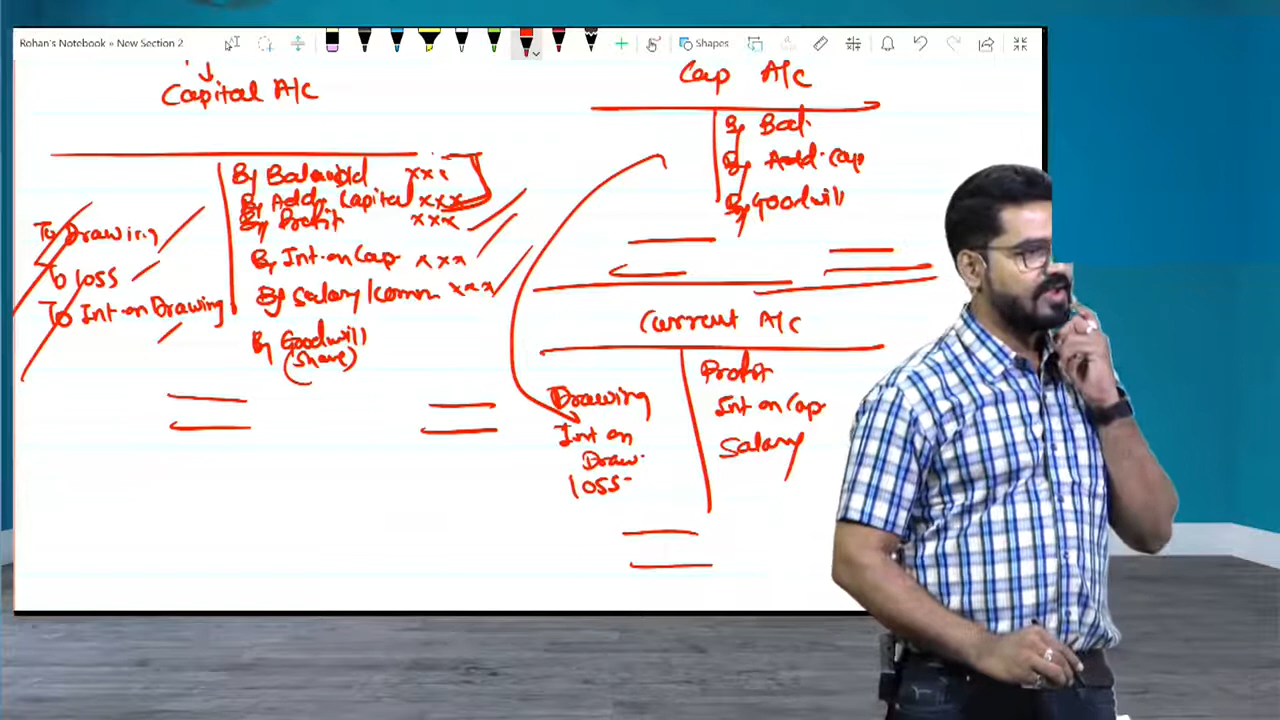 Rohan's Notebook » New Section 2
Shapes
Capital A/C
By Balance b/d xxx
By Addn. Capital xxx
By Profit xxx
By Int. on Cap xxx
By Salary/Comm xxx
By Goodwill
(Share)
To Drawing
To loss
To Int on Drawing
Cap A/C
By Bal.
By Add. Cap
By Goodwill
Current A/C
Drawing
Int on
Draw.
loss
Profit
Int on Cap
Salary